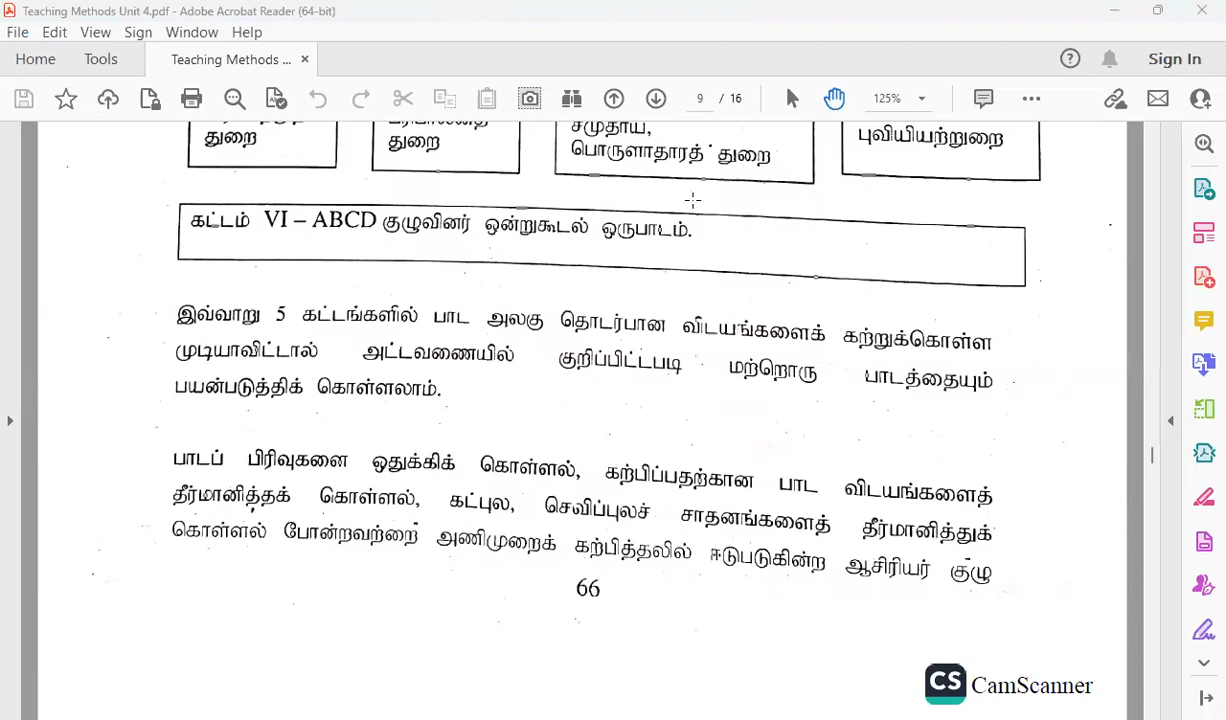 Teaching Methods Unit 4.pdf - Adobe Acrobat Reader (64-bit)
File Edit View Sign Window Help
Home Tools Teaching Methods ... × Sign In
9 / 16 125%
துறை துறை சமுதாய, பொருளாதாரத் துறை புவியியற்றுறை
கட்டம் VI – ABCD குழுவினர் ஒன்றுகூடல் ஒருபாடம்.
இவ்வாறு 5 கட்டங்களில் பாட அலகு தொடர்பான விடயங்களைக் கற்றுக்கொள்ள
முடியாவிட்டால் அட்டவணையில் குறிப்பிட்டபடி மற்றொரு பாடத்தையும்
பயன்படுத்திக் கொள்ளலாம்.
பாடப் பிரிவுகளை ஒதுக்கிக் கொள்ளல், கற்பிப்பதற்கான பாட விடயங்களைத்
தீர்மானித்தக் கொள்ளல், கட்புல, செவிப்புலச் சாதனங்களைத் தீர்மானித்துக்
கொள்ளல் போன்றவற்றை அணிமுறைக் கற்பித்தலில் ஈடுபடுகின்ற ஆசிரியர் குழு
66
CS CamScanner